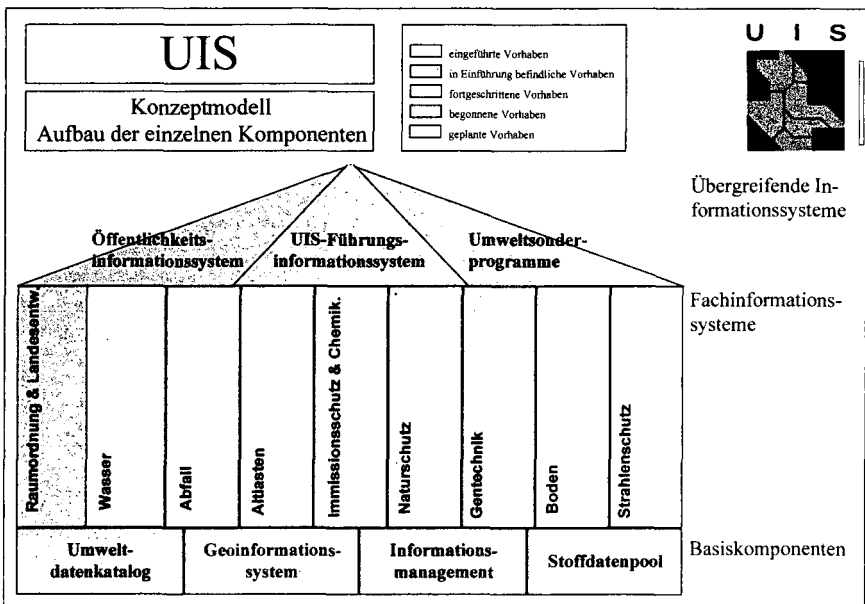 UIS
Konzeptmodell
Aufbau der einzelnen Komponenten
eingeführte Vorhaben
in Einführung befindliche Vorhaben
fortgeschrittene Vorhaben
begonnene Vorhaben
geplante Vorhaben
U I S
Übergreifende In-
formationssysteme
Öffentlichkeits-
informationssystem
UIS-Führungs-
informationssystem
Umweltsonder-
programme
Fachinformations-
systeme
Raumordnung & Landesentw.
Wasser
Abfall
Altlasten
Immissionsschutz & Chemik.
Naturschutz
Gentechnik
Boden
Strahlenschutz
Umwelt-
datenkatalog
Geoinformations-
system
Informations-
management
Stoffdatenpool
Basiskomponenten